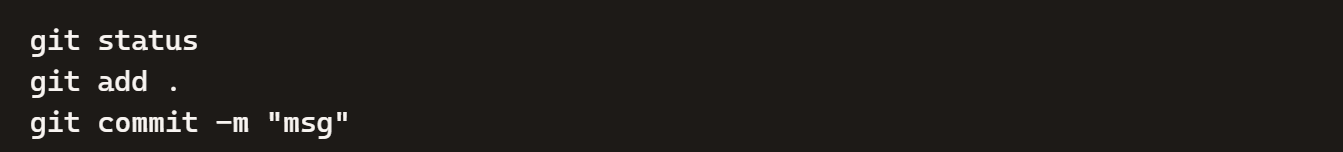 git status
git add .
git commit -m "msg"